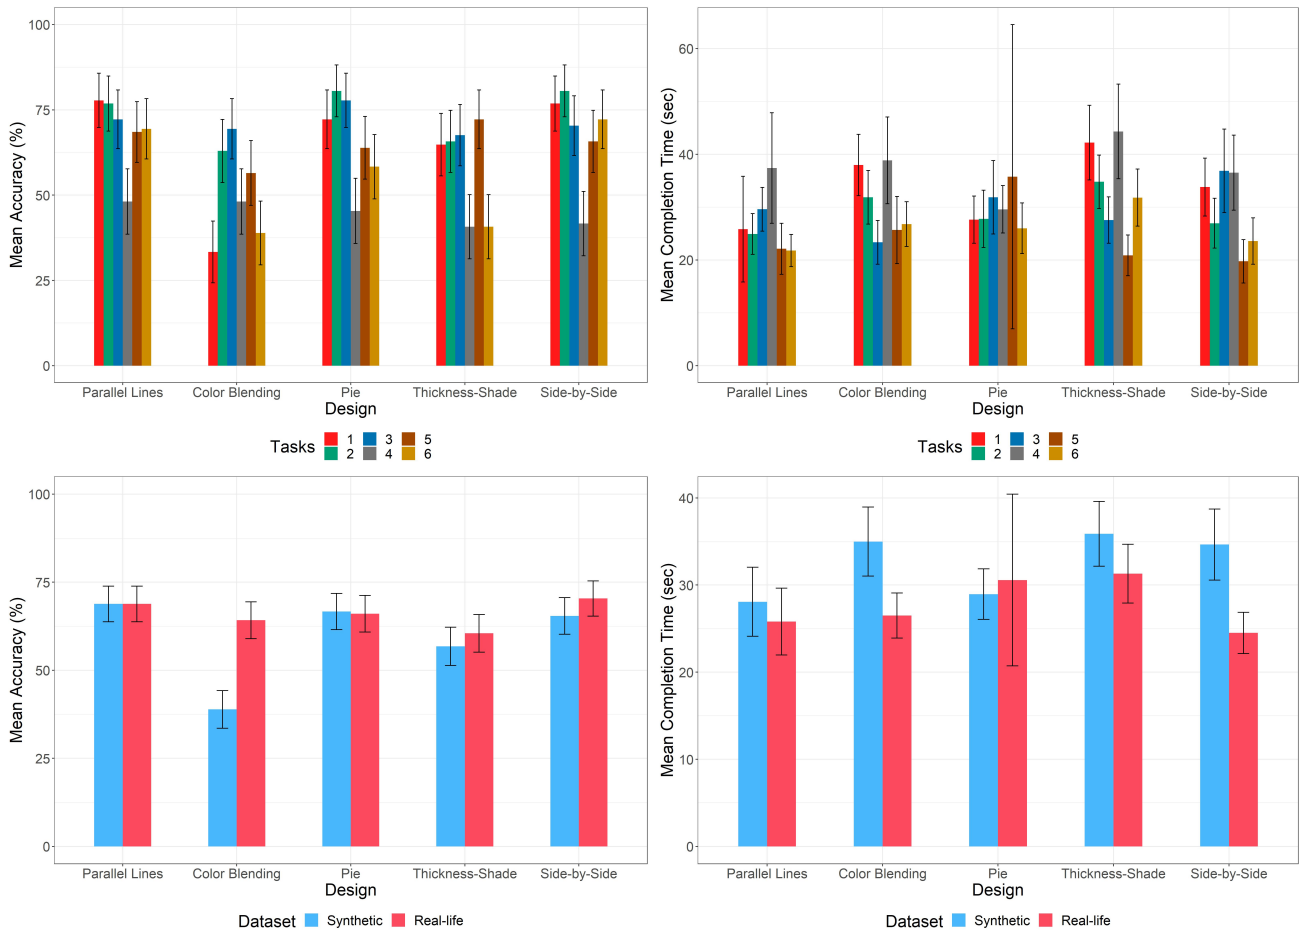 Mean Accuracy (%)
100
75
50
25
0
Parallel Lines Color Blending Pie Thickness-Shade Side-by-Side
Design
Tasks 1 3 5
2 4 6
Mean Completion Time (sec)
60
40
20
0
Parallel Lines Color Blending Pie Thickness-Shade Side-by-Side
Design
Tasks 1 3 5
2 4 6
Mean Accuracy (%)
100
75
50
25
0
Parallel Lines Color Blending Pie Thickness-Shade Side-by-Side
Design
Dataset Synthetic Real-life
Mean Completion Time (sec)
40
30
20
10
0
Parallel Lines Color Blending Pie Thickness-Shade Side-by-Side
Design
Dataset Synthetic Real-life